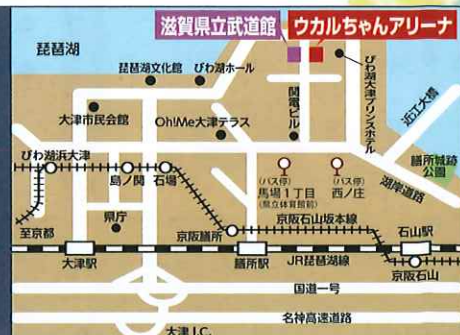 滋賀県立武道館
ウカルちゃんアリーナ
琵琶湖
琵琶湖文化館
びわ湖ホール
関電ビル
びわ湖大津プリンスホテル
近江大橋
大津市民会館
Oh!Me大津テラス
膳所城跡
公園
びわ湖浜大津
島ノ関
石場
(バス停)
馬場1丁目
(県立体育館前)
(バス停)
西ノ庄
湖岸道路
至京都
県庁
京阪膳所
京阪石山坂本線
石山駅
大津駅
膳所駅
JR琵琶湖線
京阪石山
国道一号
名神高速道路
大津I.C.